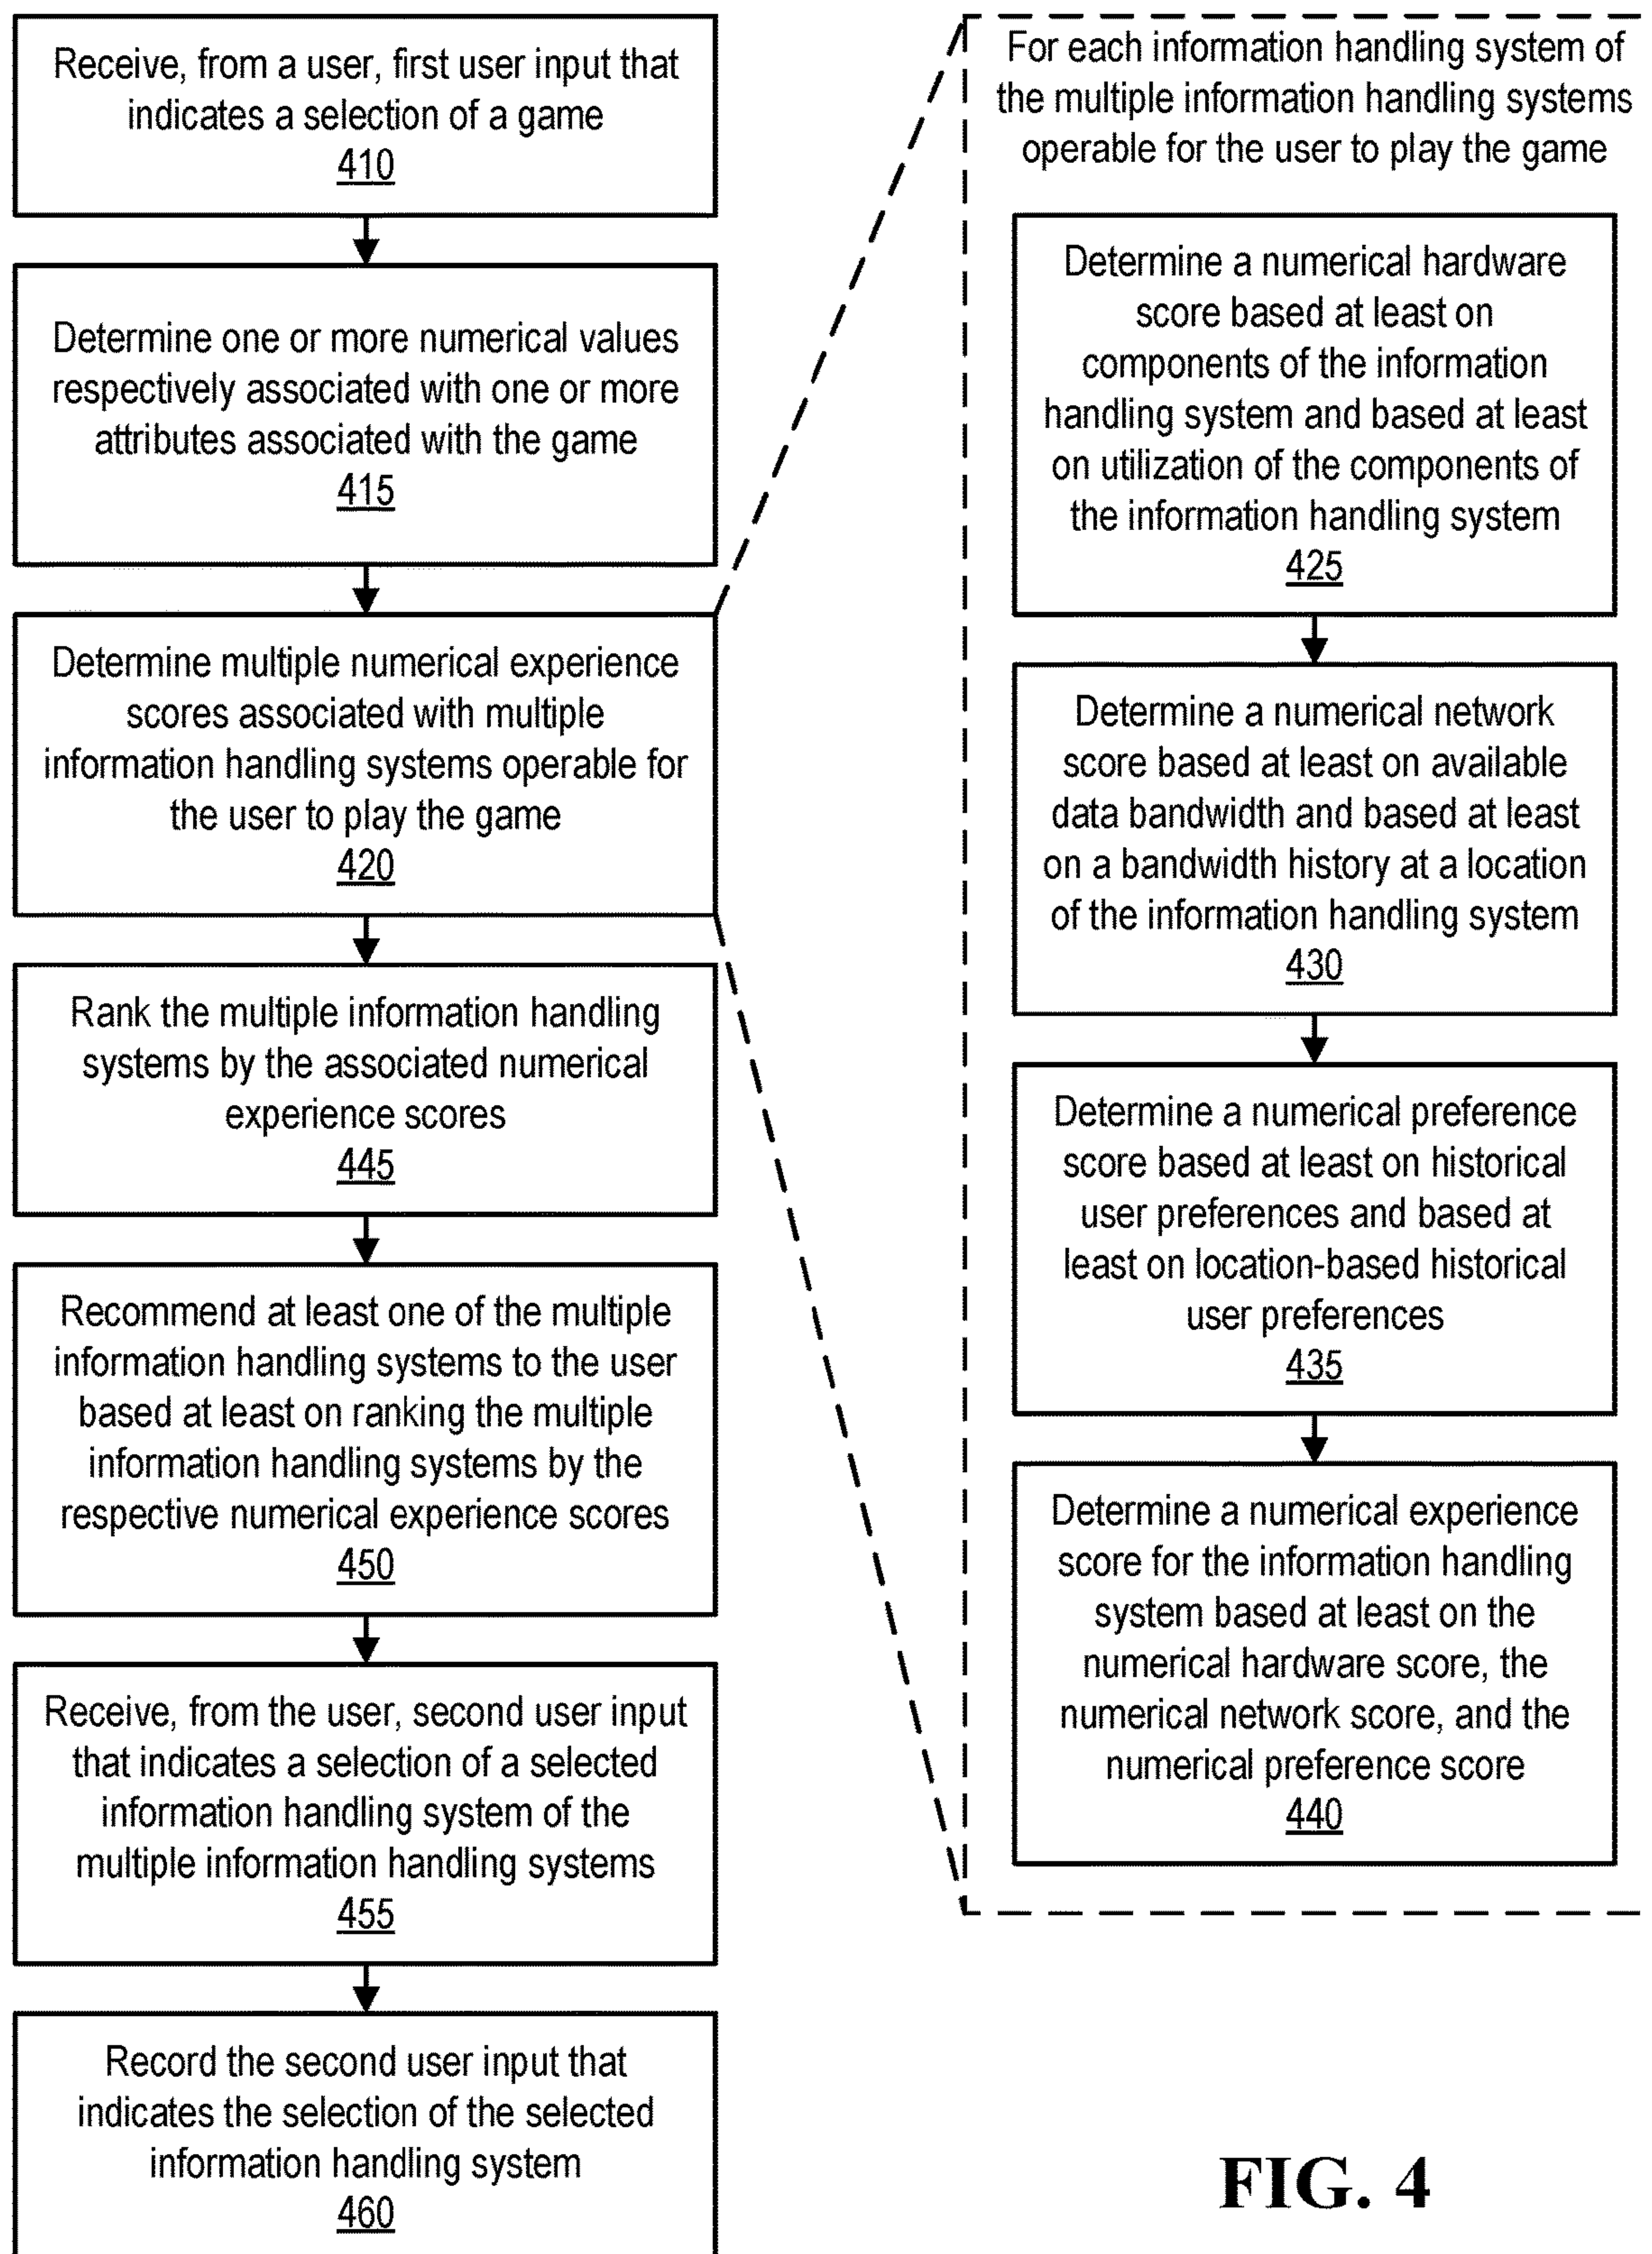 Receive, from a user, first user input that
indicates a selection of a game
410
Determine one or more numerical values
respectively associated with one or more
attributes associated with the game
415
Determine multiple numerical experience
scores associated with multiple
information handling systems operable for
the user to play the game
420
Rank the multiple information handling
systems by the associated numerical
experience scores
445
Recommend at least one of the multiple
information handling systems to the user
based at least on ranking the multiple
information handling systems by the
respective numerical experience scores
450
Receive, from the user, second user input
that indicates a selection of a selected
information handling system of the
multiple information handling systems
455
Record the second user input that
indicates the selection of the selected
information handling system
460
For each information handling system of
the multiple information handling systems
operable for the user to play the game
Determine a numerical hardware
score based at least on
components of the information
handling system and based at least
on utilization of the components of
the information handling system
425
Determine a numerical network
score based at least on available
data bandwidth and based at least
on a bandwidth history at a location
of the information handling system
430
Determine a numerical preference
score based at least on historical
user preferences and based at
least on location-based historical
user preferences
435
Determine a numerical experience
score for the information handling
system based at least on the
numerical hardware score, the
numerical network score, and the
numerical preference score
440
FIG. 4